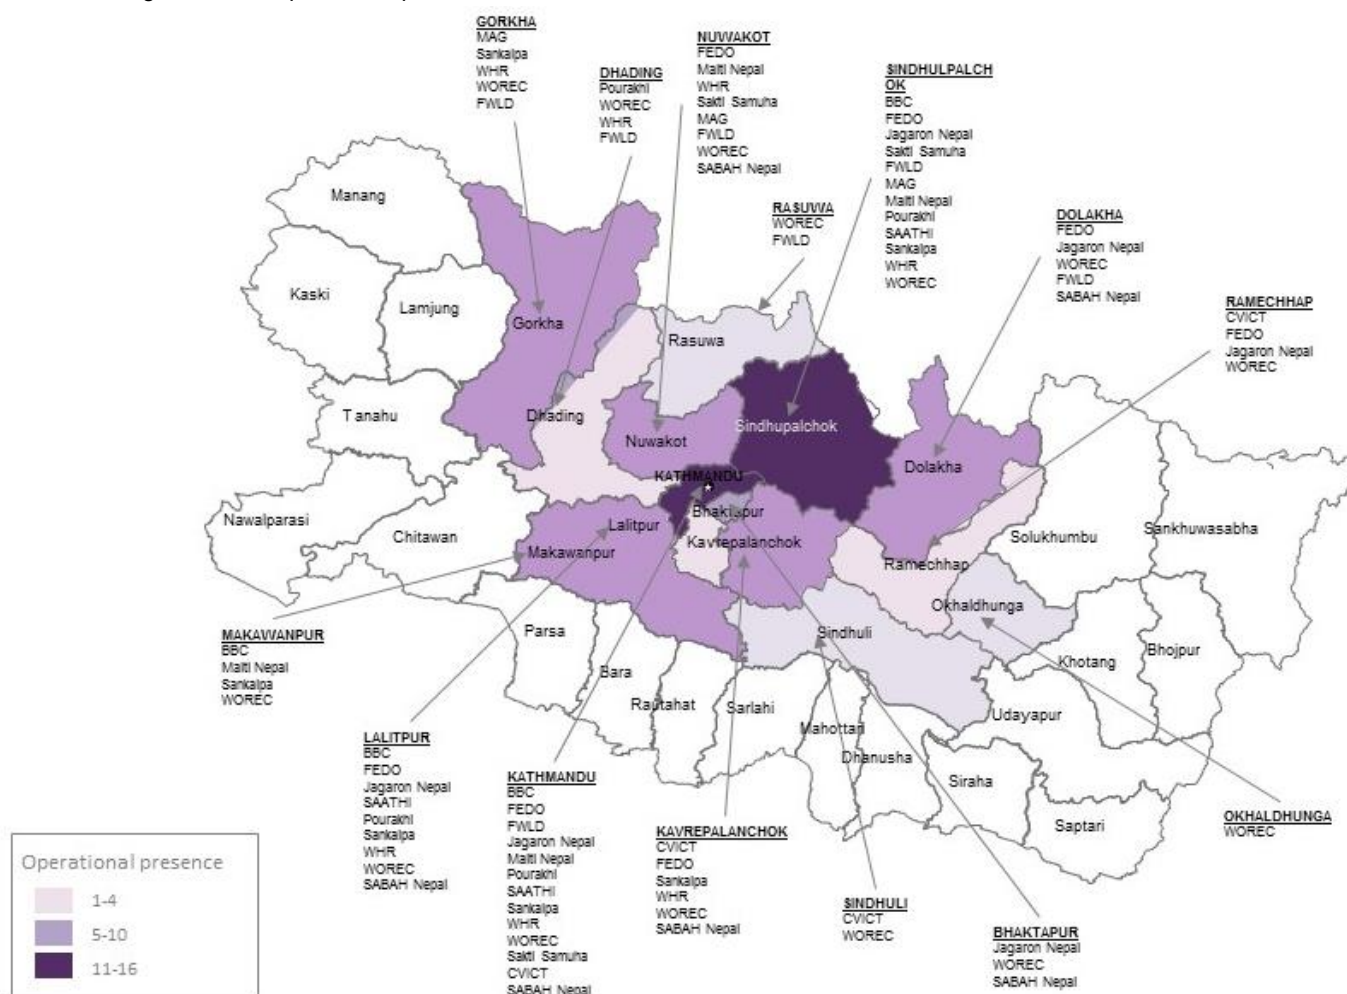 GORKHA
MAG
Sankalpa
WHR
WOREC
FWLD
DHADING
Pourakhi
WOREC
WHR
FWLD
NUWAKOT
FEDO
Maiti Nepal
WHR
Sakti Samuha
MAG
FWLD
WOREC
SABAH Nepal
SINDHULPALCH
OK
BBC
FEDO
Jagaron Nepal
Sakti Samuha
FWLD
MAG
Maiti Nepal
Pourakhi
SAATHI
Sankalpa
WHR
WOREC
RASUWA
WOREC
FWLD
DOLAKHA
FEDO
Jagaron Nepal
WOREC
FWLD
SABAH Nepal
RAMECHHAP
CVICT
FEDO
Jagaron Nepal
WOREC
Manang
Kaski
Lamjung
Gorkha
Rasuwa
Tanahu
Dhading
Nuwakot
Sindhupalchok
Dolakha
KATHMANDU
Nawalparasi
Chitawan
Lalitpur
Bhaktapur
Makawanpur
Kavrepalanchok
Ramechhap
Solukhumbu
Sankhuwasabha
Okhaldhunga
Parsa
Bara
Rautahat
Sarlahi
Sindhuli
Mahottari
Dhanusha
Siraha
Saptari
Udayapur
Khotang
Bhojpur
MAKAWANPUR
BBC
Maiti Nepal
Sankalpa
WOREC
LALITPUR
BBC
FEDO
Jagaron Nepal
SAATHI
Pourakhi
Sankalpa
WHR
WOREC
SABAH Nepal
KATHMANDU
BBC
FEDO
FWLD
Jagaron Nepal
Maiti Nepal
Pourakhi
SAATHI
Sankalpa
WHR
WOREC
Sakti Samuha
CVICT
SABAH Nepal
KAVREPALANCHOK
CVICT
FEDO
Sankalpa
WHR
WOREC
SABAH Nepal
SINDHULI
CVICT
WOREC
BHAKTAPUR
Jagaron Nepal
WOREC
SABAH Nepal
OKHALDHUNGA
WOREC
Operational presence
1-4
5-10
11-16